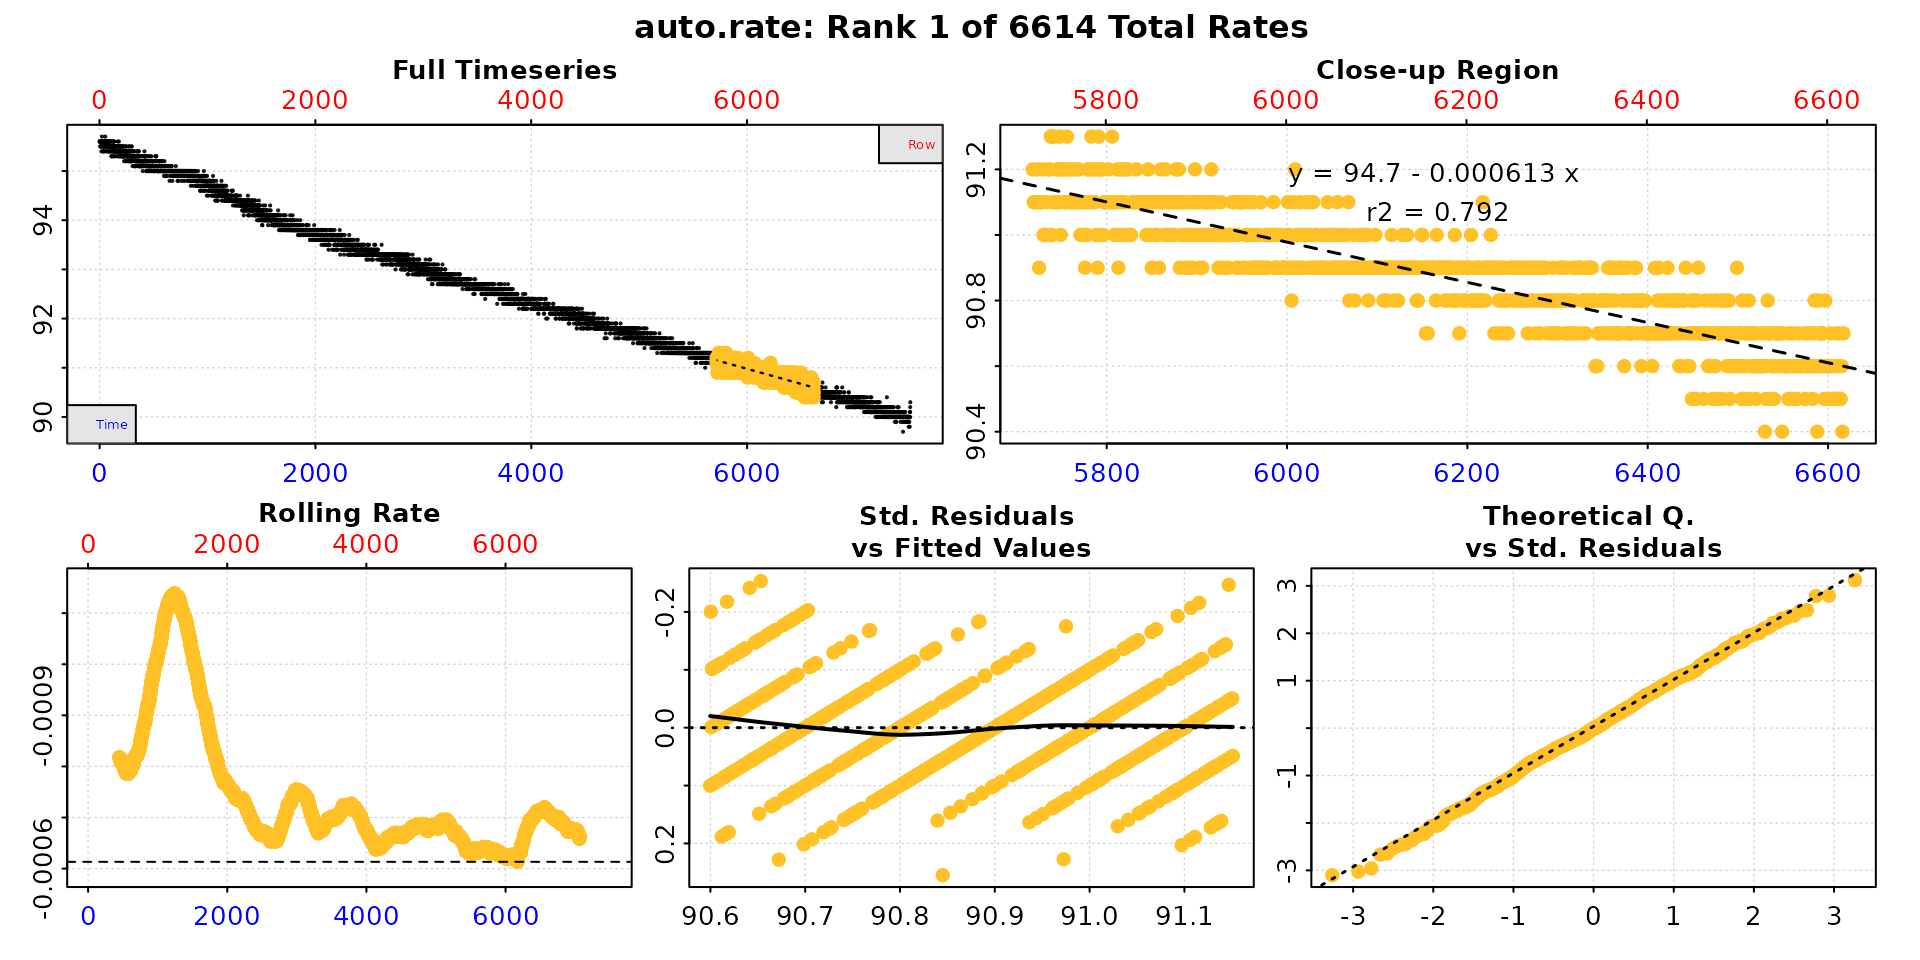 auto.rate: Rank 1 of 6614 Total Rates
Full Timeseries
0 2000 4000 6000
Row
94
92
90
Time
0 2000 4000 6000
Close-up Region
5800 6000 6200 6400 6600
91.2
90.8
90.4
y = 94.7 - 0.000613 x
r2 = 0.792
5800 6000 6200 6400 6600
Rolling Rate
0 2000 4000 6000
-0.0009
-0.0006
0 2000 4000 6000
Std. Residuals
vs Fitted Values
-0.2
0.0
0.2
90.6 90.7 90.8 90.9 91.0 91.1
Theoretical Q.
vs Std. Residuals
3
2
1
-1
-3
-3 -2 -1 0 1 2 3